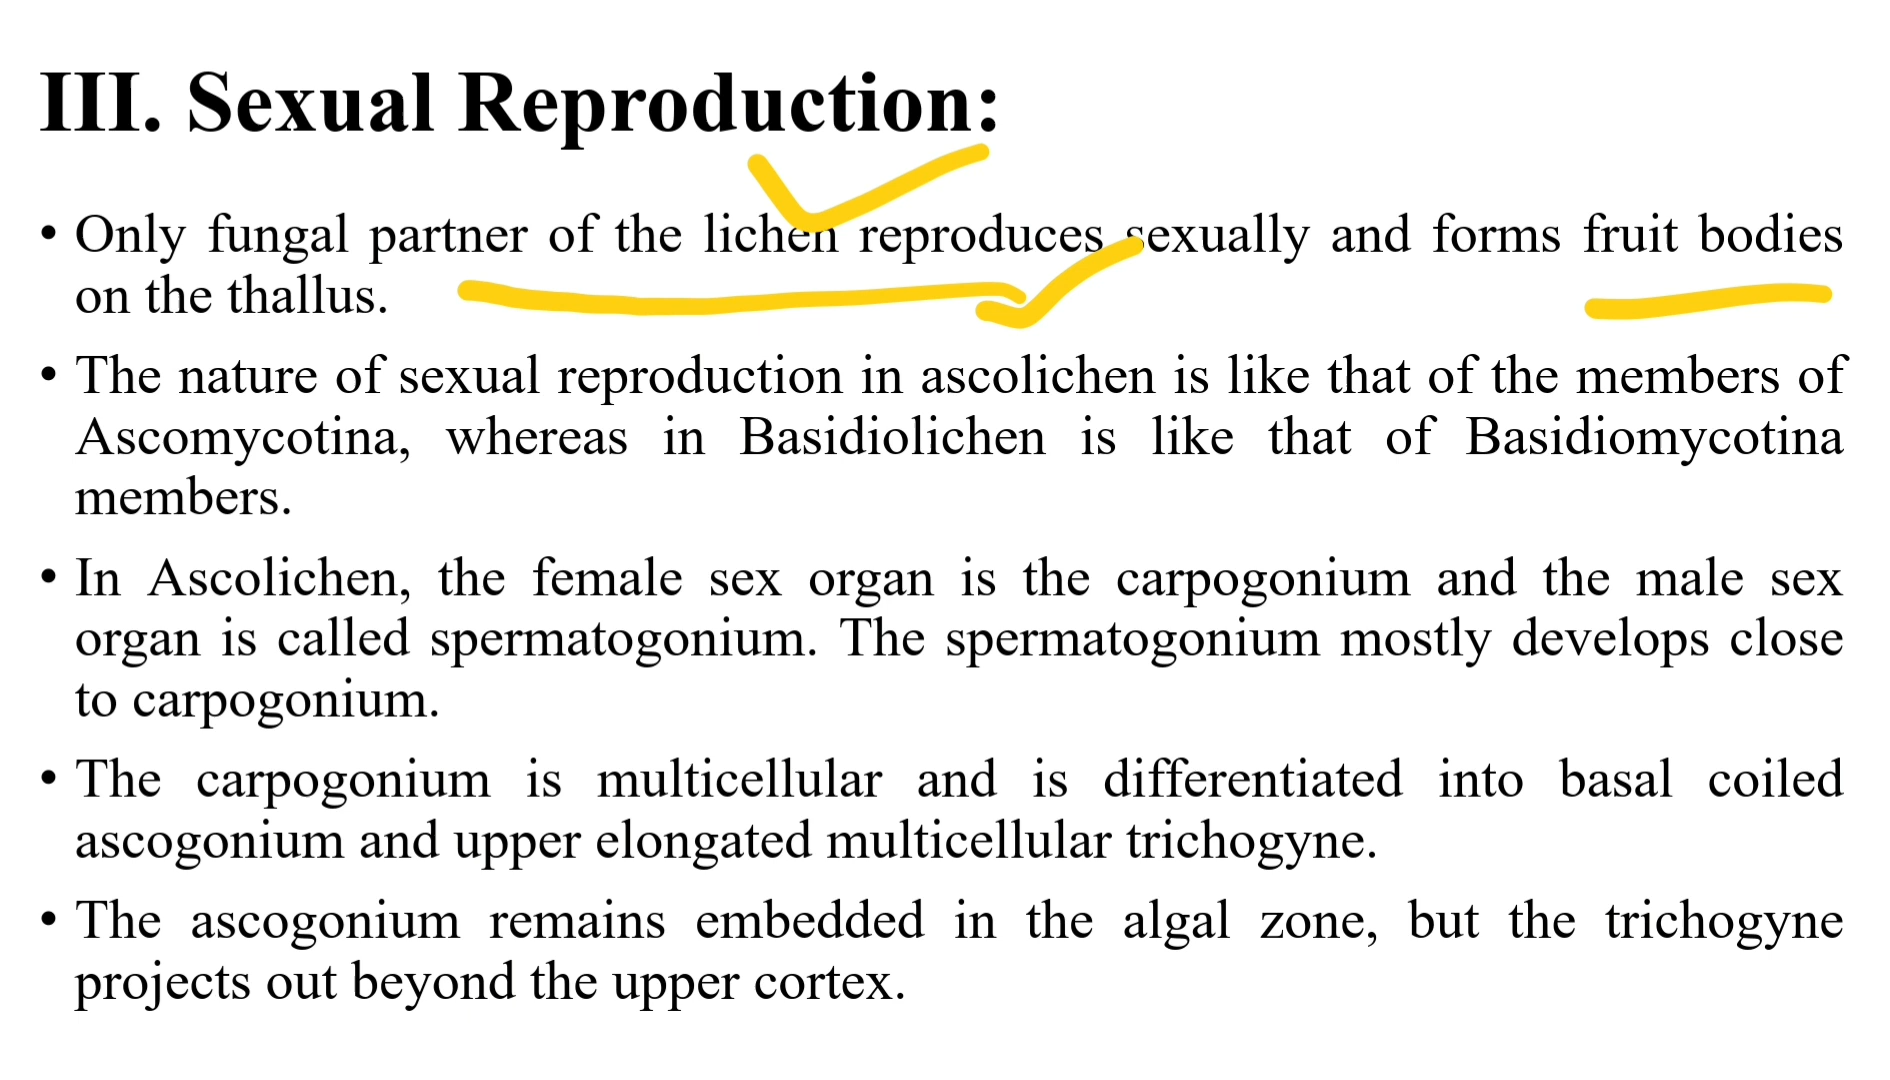 III. Sexual Reproduction:
• Only fungal partner of the lichen reproduces sexually and forms fruit bodies
on the thallus.
• The nature of sexual reproduction in ascolichen is like that of the members of
Ascomycotina, whereas in Basidiolichen is like that of Basidiomycotina
members.
• In Ascolichen, the female sex organ is the carpogonium and the male sex
organ is called spermatogonium. The spermatogonium mostly develops close
to carpogonium.
• The carpogonium is multicellular and is differentiated into basal coiled
ascogonium and upper elongated multicellular trichogyne.
• The ascogonium remains embedded in the algal zone, but the trichogyne
projects out beyond the upper cortex.